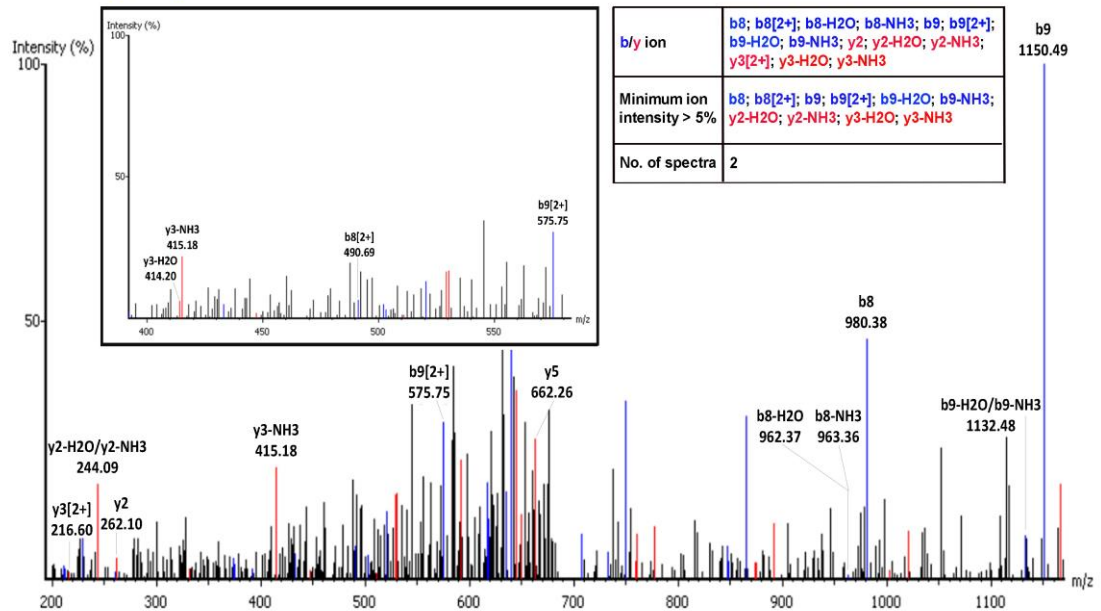 Intensity (%)
100
50
y3-NH3
415.18
y3-H2O
414.20
b8[2+]
490.69
b9[2+]
575.75
400
450
500
550
m/z
b/y ion
b8; b8[2+]; b8-H2O; b8-NH3; b9; b9[2+];
b9-H2O; b9-NH3; y2; y2-H2O; y2-NH3;
y3[2+]; y3-H2O; y3-NH3
Minimum ion
intensity > 5%
b8; b8[2+]; b9; b9[2+]; b9-H2O; b9-NH3;
y2-H2O; y2-NH3; y3-H2O; y3-NH3
No. of spectra
2
Intensity (%)
100
50
b9
1150.49
b8
980.38
b9[2+]
575.75
y5
662.26
b8-H2O
962.37
b8-NH3
963.36
b9-H2O/b9-NH3
1132.48
y3-NH3
415.18
y2-H2O/y2-NH3
244.09
y3[2+]
216.60
y2
262.10
200
300
400
500
600
700
800
900
1000
1100
m/z